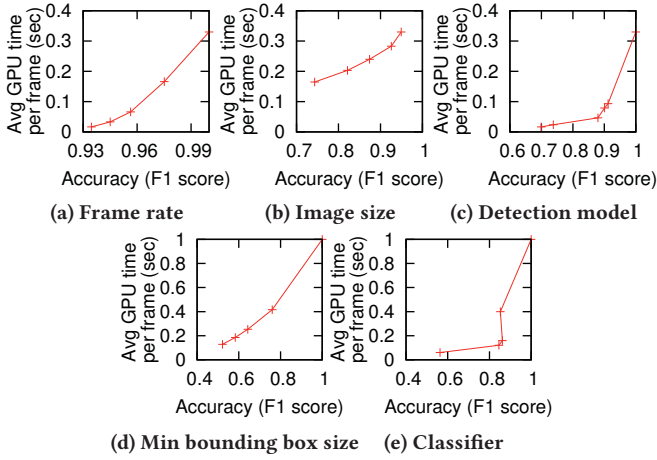 Avg GPU time
per frame (sec)
0.4
0.3
0.2
0.1
0
0.93 0.96 0.99
Accuracy (F1 score)
(a) Frame rate
Avg GPU time
per frame (sec)
0.4
0.3
0.2
0.1
0
0.7 0.8 0.9 1
Accuracy (F1 score)
(b) Image size
Avg GPU time
per frame (sec)
0.4
0.3
0.2
0.1
0
0.6 0.7 0.8 0.9 1
Accuracy (F1 score)
(c) Detection model
Avg GPU time
per frame (sec)
1
0.8
0.6
0.4
0.2
0
0.4 0.6 0.8 1
Accuracy (F1 score)
(d) Min bounding box size
Avg GPU time
per frame (sec)
1
0.8
0.6
0.4
0.2
0
0.4 0.6 0.8 1
Accuracy (F1 score)
(e) Classifier